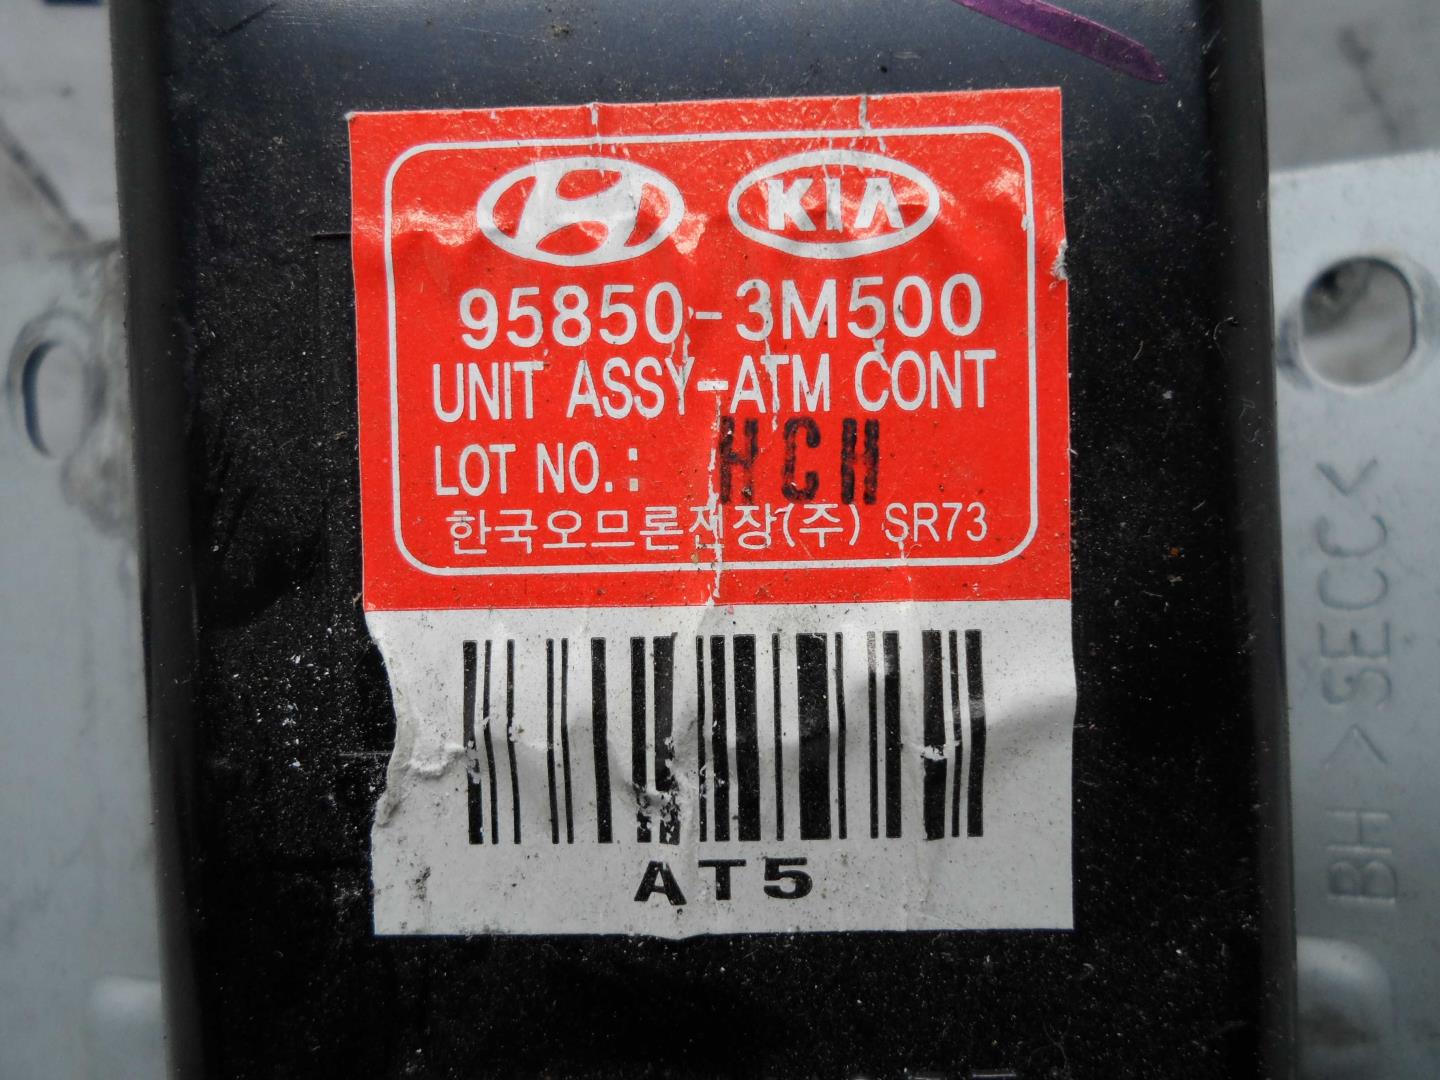 KIA
95850-3M500
UNIT ASSY-ATM CONT
LOT NO.: HCH
한국오므론전장(주) SR73
AT5
BH >SECC<